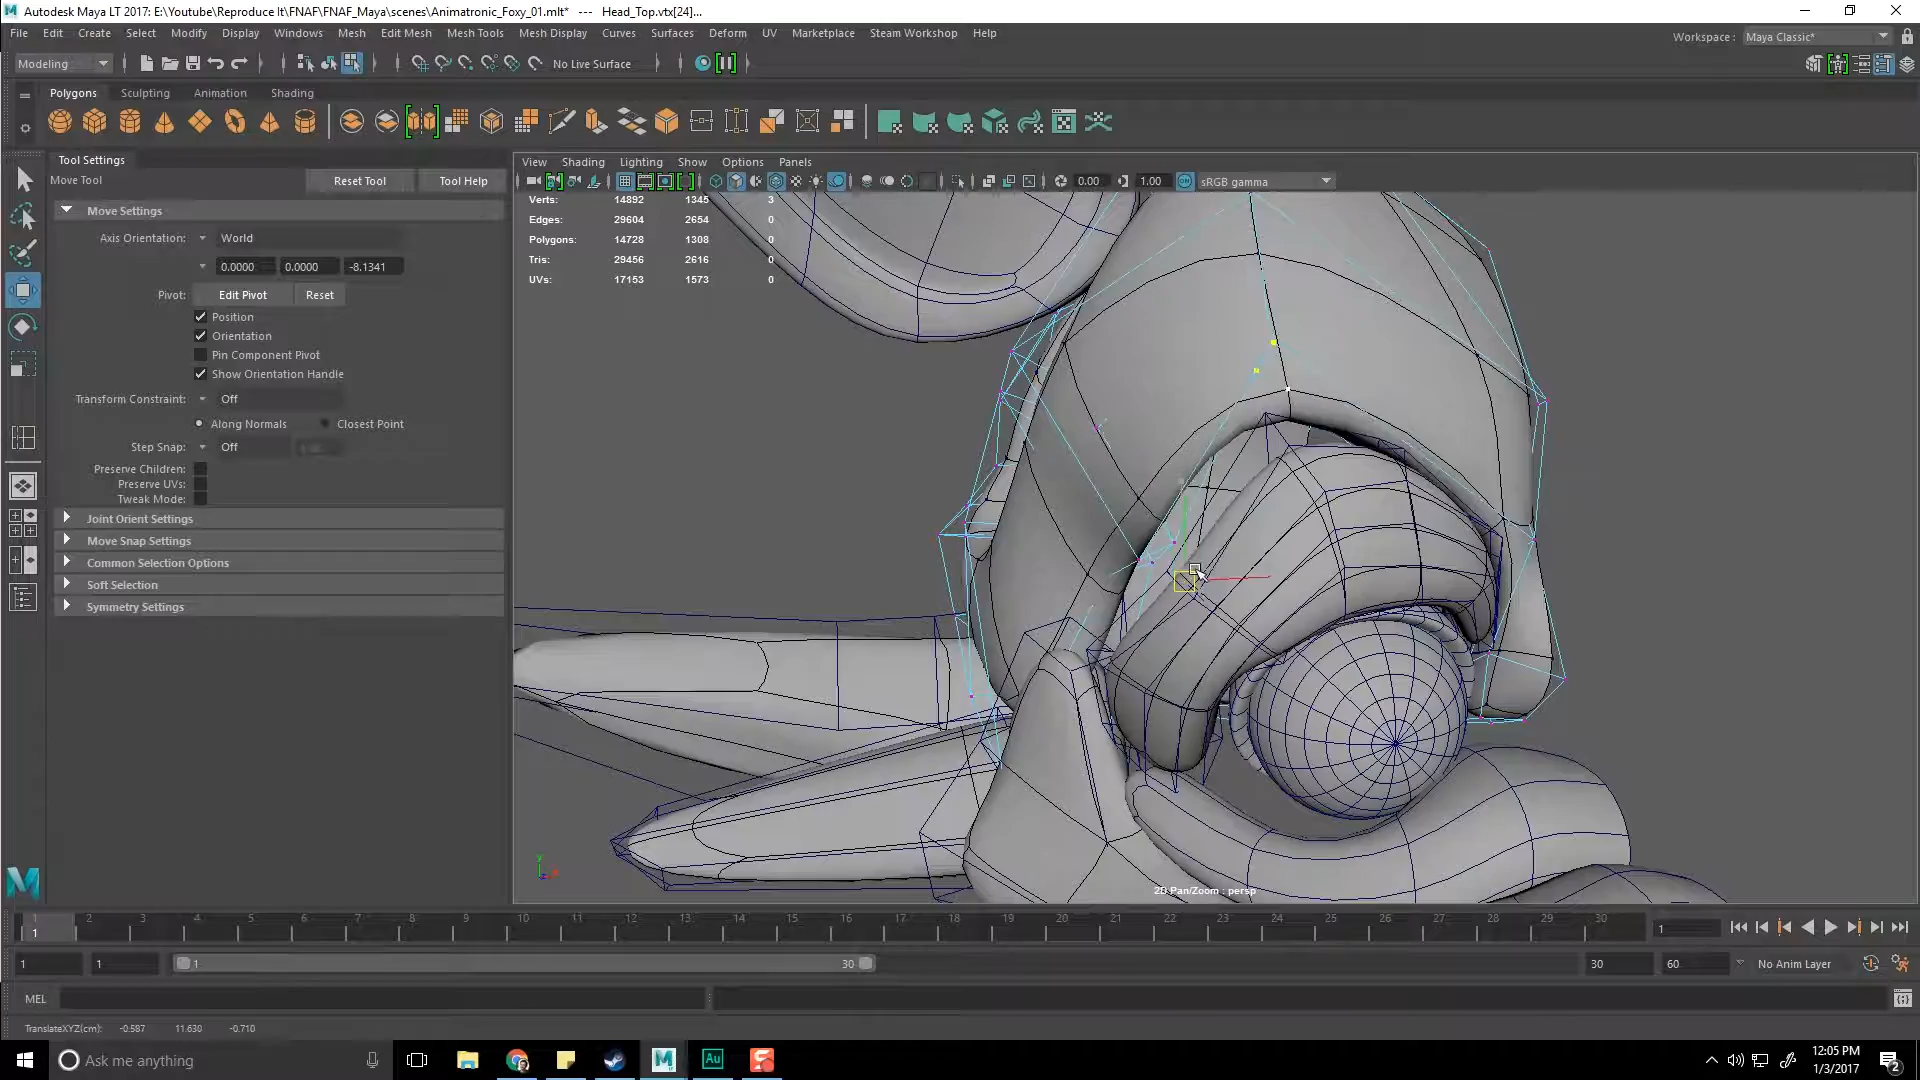 Autodesk Maya LT 2017: E:\Youtube\Reproduce It\FNAF\FNAF_Maya\scenes\Animatronic_Foxy_01.mlt* --- Head_Top.vtx[24]...
File Edit Create Select Modify Display Windows Mesh Edit Mesh Mesh Tools Mesh Display Curves Surfaces Deform UV Marketplace Steam Workshop Help
Workspace : Maya Classic*
Modeling No Live Surface
Polygons Sculpting Animation Shading
Tool Settings
Move Tool Reset Tool Tool Help
View Shading Lighting Show Options Panels
0.00 1.00 sRGB gamma
Move Settings
Axis Orientation: World
0.0000 0.0000 -8.1341
Pivot: Edit Pivot Reset
Position
Orientation
Pin Component Pivot
Show Orientation Handle
Transform Constraint: Off
Along Normals Closest Point
Step Snap: Off
Preserve Children:
Preserve UVs:
Tweak Mode:
Joint Orient Settings
Move Snap Settings
Common Selection Options
Soft Selection
Symmetry Settings
Verts: 14892 1345 3
Edges: 29604 2654 0
Polygons: 14728 1308 0
Tris: 29456 2616 0
UVs: 17153 1573 0
2D Pan/Zoom : persp
1 2 3 4 5 6 7 8 9 10 11 12 13 14 15 16 17 18 19 20 21 22 23 24 25 26 27 28 29 30
1 1
1 1 1 30 30 60 No Anim Layer
MEL
TranslateXYZ(cm): -0.587 11.630 -0.710
Ask me anything
12:05 PM
1/3/2017